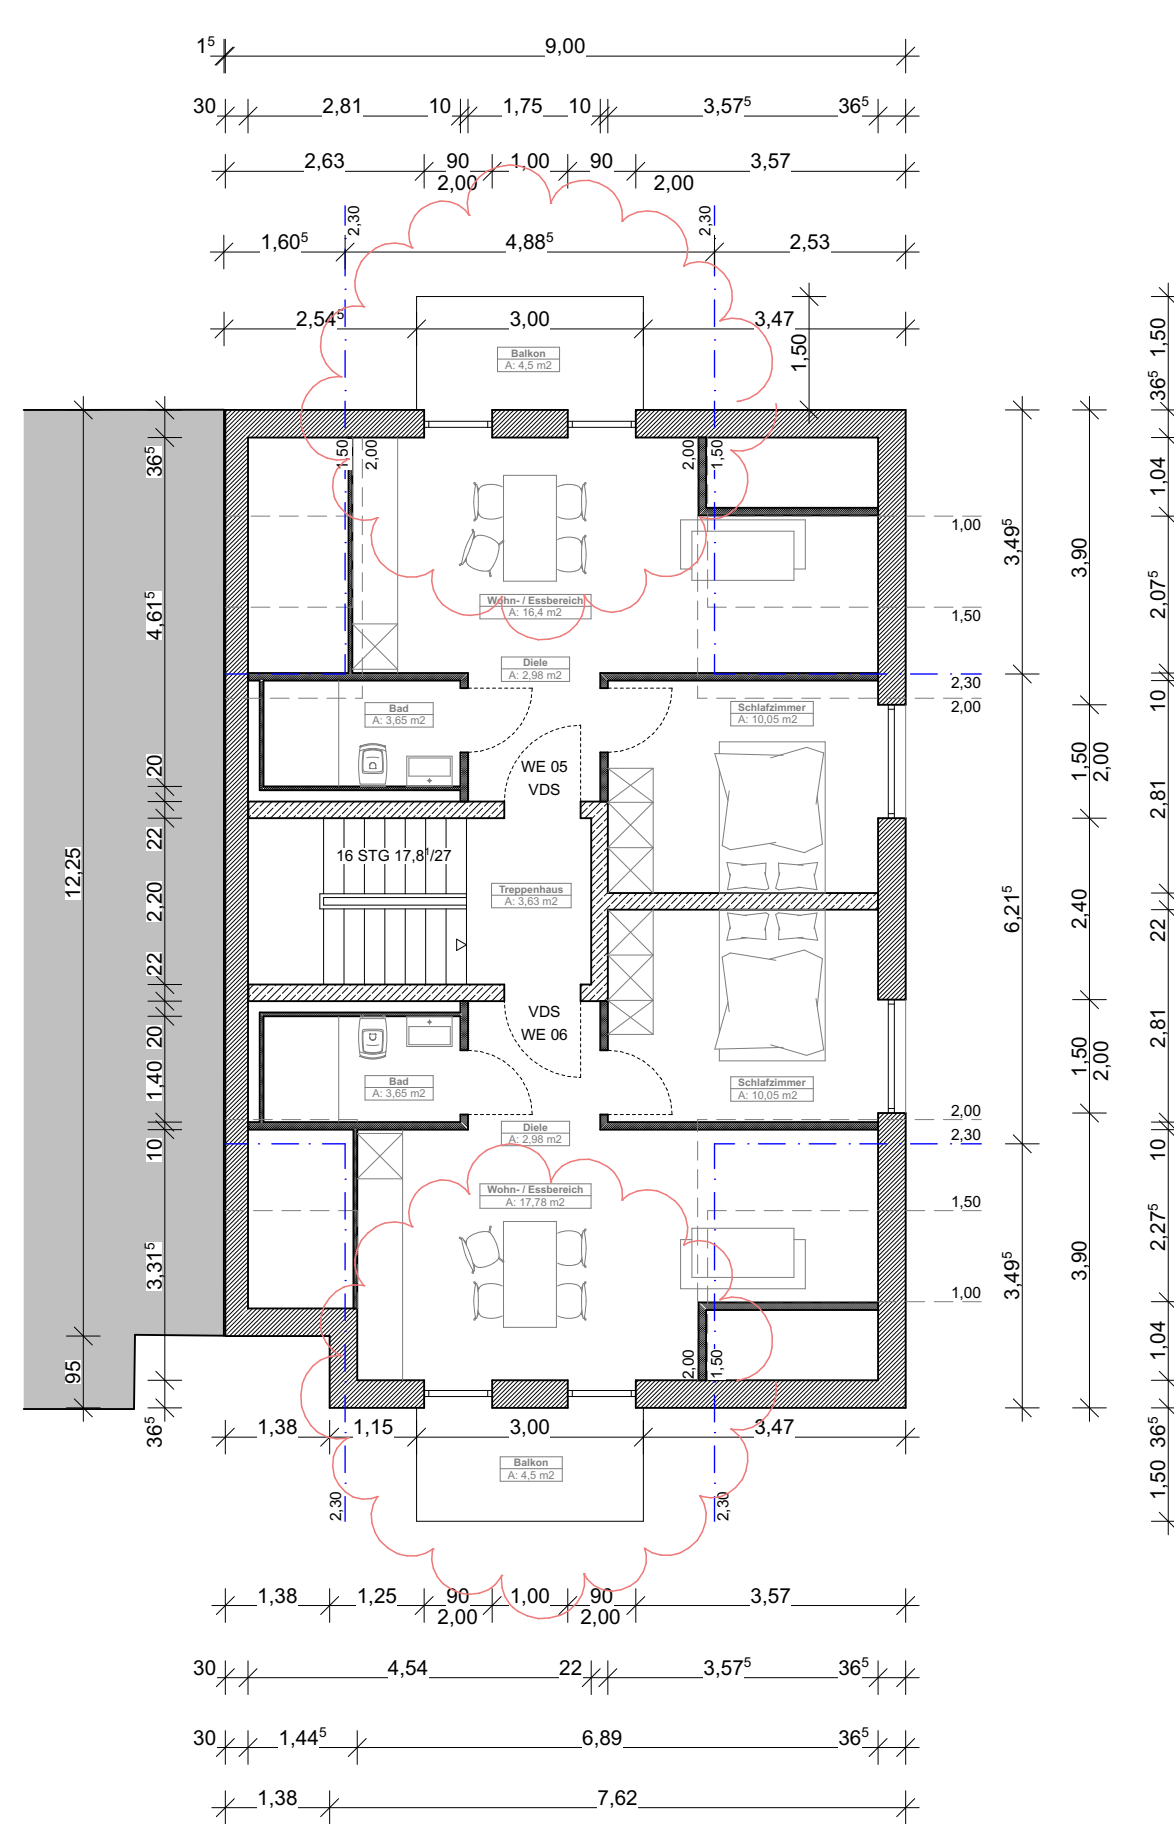 1⁵ 9,00
30 2,81 10 1,75 10 3,57⁵ 36⁵
2,63 90 1,00 90 3,57
2,00 2,00
2,30 2,30
1,60⁵ 4,88⁵ 2,53
2,54⁵ 3,00 3,47
1,50
Balkon
A: 4,5 m2
1,50 2,00 2,00 1,50
Wohn- / Essbereich
A: 16,4 m2
Diele
A: 2,98 m2
Bad
A: 3,65 m2
Schlafzimmer
A: 10,05 m2
WE 05
VDS
16 STG 17,8¹/27
Treppenhaus
A: 3,63 m2
VDS
WE 06
Bad
A: 3,65 m2
Schlafzimmer
A: 10,05 m2
Diele
A: 2,98 m2
Wohn- / Essbereich
A: 17,78 m2
2,00 1,50
Balkon
A: 4,5 m2
1,00
1,50
2,30
2,00
2,00
2,30
1,50
1,00
12,25
95
36⁵
4,61⁵
20
22
2,20
22
20
1,40
10
3,31⁵
36⁵
3,49⁵
6,21⁵
3,49⁵
3,90
1,50
2,00
2,40
1,50
2,00
3,90
1,50
36⁵
1,04
2,07⁵
10
2,81
22
2,81
10
2,27⁵
1,04
36⁵
1,50
1,38 1,15 3,00 3,47
2,30 2,30
1,38 1,25 90 1,00 90 3,57
2,00 2,00
30 4,54 22 3,57⁵ 36⁵
30 1,44⁵ 6,89 36⁵
1,38 7,62